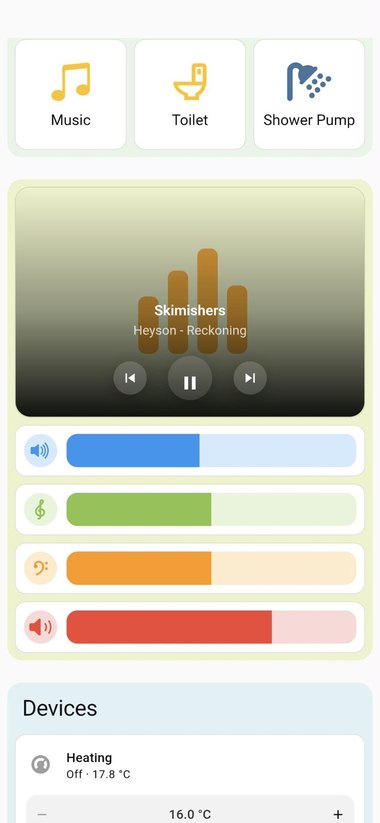 Music
Toilet
Shower Pump
Skimishers
Heyson - Reckoning
Devices
Heating
Off · 17.8 °C
− 16.0 °C +